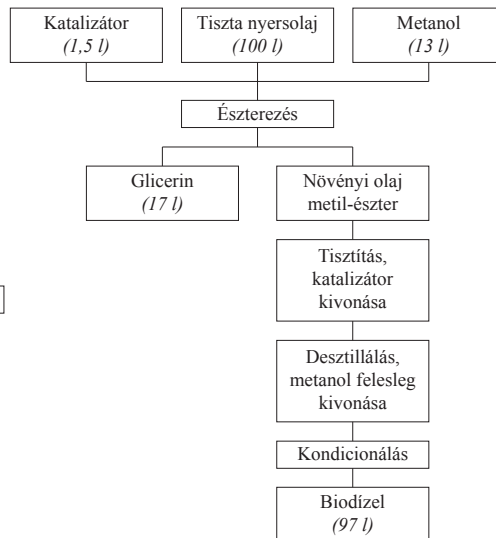 Katalizátor
(1,5 l)
Tiszta nyersolaj
(100 l)
Metanol
(13 l)
Észterezés
Glicerin
(17 l)
Növényi olaj
metil-észter
Tisztítás,
katalizátor
kivonása
Desztillálás,
metanol felesleg
kivonása
Kondicionálás
Biodízel
(97 l)